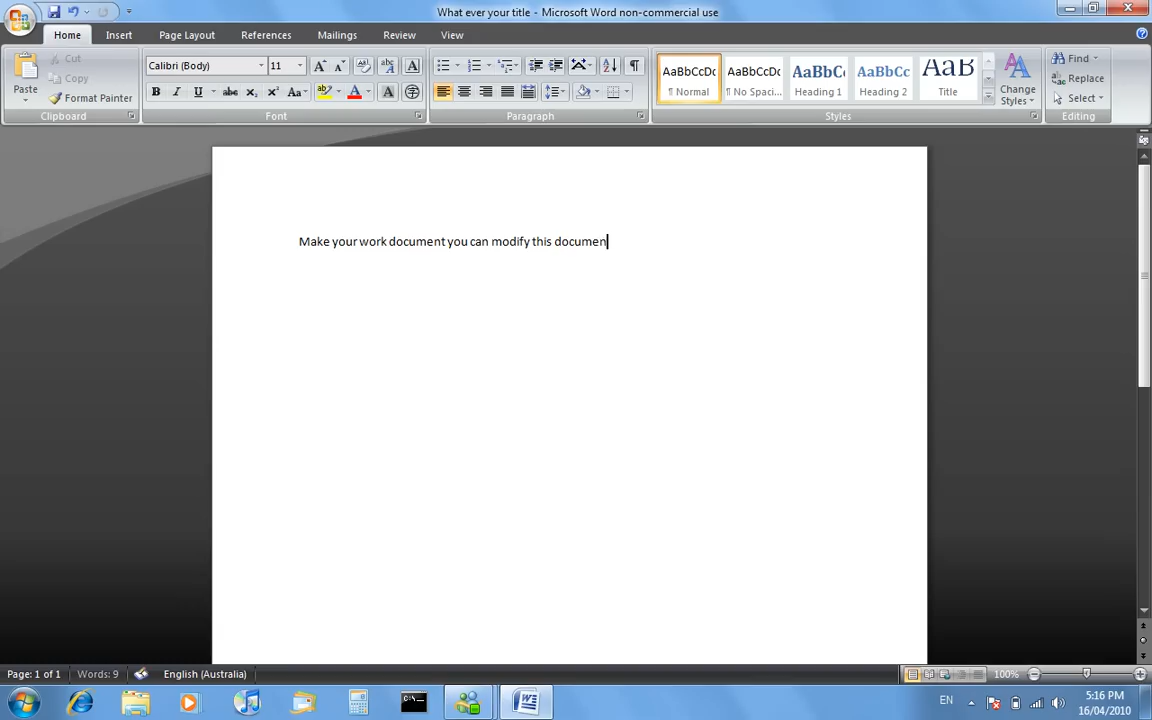 What ever your title - Microsoft Word non-commercial use
Home Insert Page Layout References Mailings Review View
Paste
Cut
Copy
Format Painter
Clipboard
Calibri (Body) 11
Font
Paragraph
AaBbCcDc AaBbCcDc AaBbC AaBbCc AaB
¶ Normal ¶ No Spaci... Heading 1 Heading 2 Title
Change
Styles
Styles
Find
Replace
Select
Editing
Make your work document you can modify this documen
Page: 1 of 1 Words: 9 English (Australia) 100%
EN
5:16 PM
16/04/2010